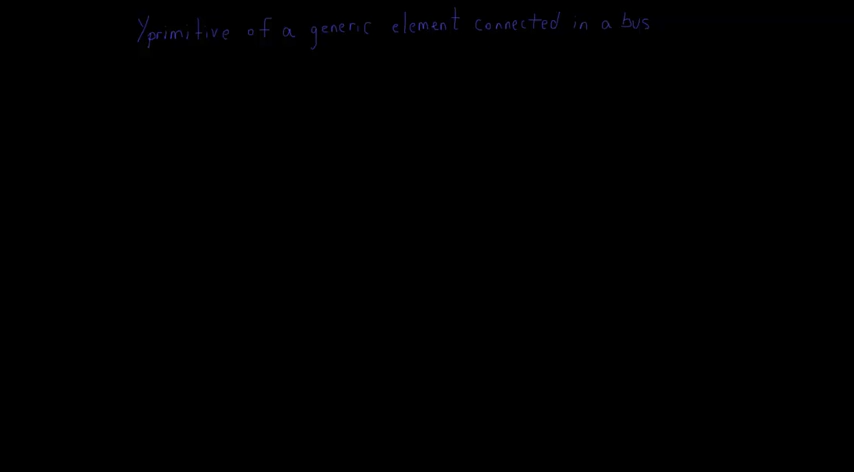 Yprimitive of a generic element connected in a bus